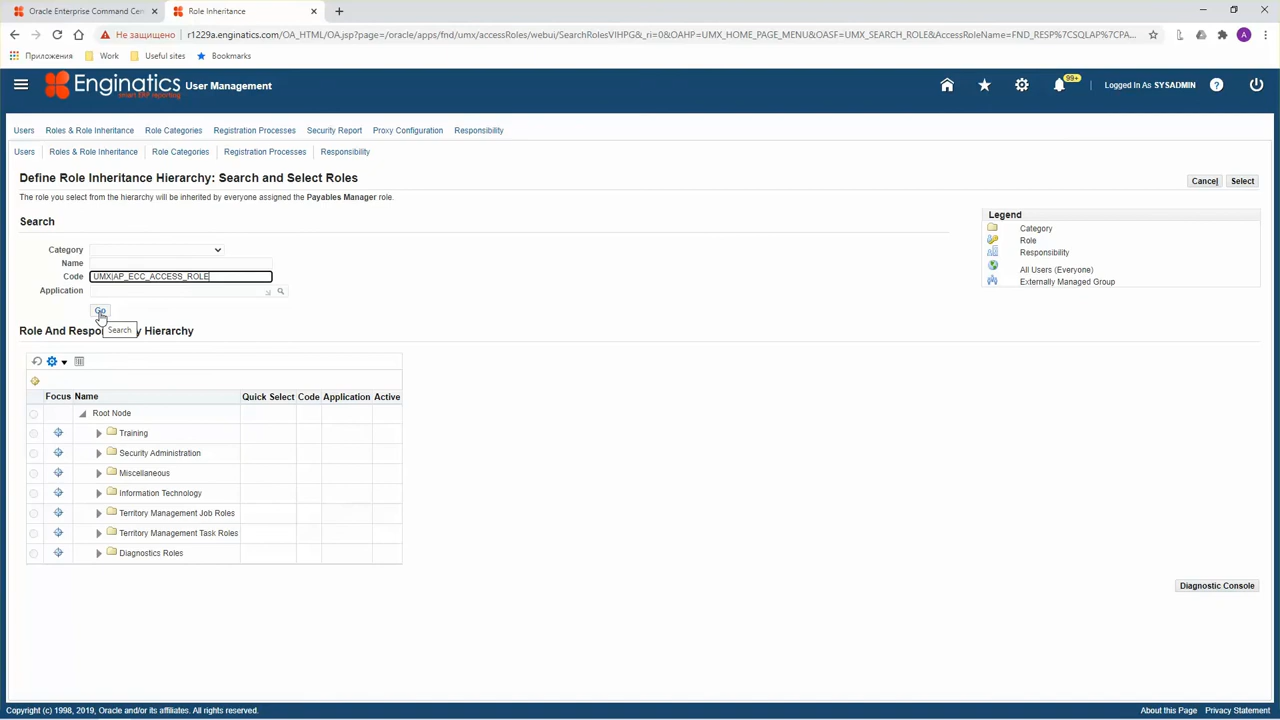 Oracle Enterprise Command Cen
Role Inheritance
Не защищено
r1229a.enginatics.com/OA_HTML/OA.jsp?page=/oracle/apps/fnd/umx/accessRoles/webui/SearchRolesVIHPG&_ri=0&OAHP=UMX_HOME_PAGE_MENU&OASF=UMX_SEARCH_ROLE&AccessRoleName=FND_RESP%7CSQLAP%7CPA...
A
Приложения Work Useful sites Bookmarks
Enginatics User Management 99+ Logged In As SYSADMIN ?
smart ERP reporting
Users Roles & Role Inheritance Role Categories Registration Processes Security Report Proxy Configuration Responsibility
Users Roles & Role Inheritance Role Categories Registration Processes Responsibility
Define Role Inheritance Hierarchy: Search and Select Roles
Cancel Select
The role you select from the hierarchy will be inherited by everyone assigned the Payables Manager role.
Search
Legend
Category
Role
Responsibility
All Users (Everyone)
Externally Managed Group
Category
Name
Code UMX|AP_ECC_ACCESS_ROLE
Application
Go
Search
Role And Respo y Hierarchy
Focus Name Quick Select Code Application Active
Root Node
Training
Security Administration
Miscellaneous
Information Technology
Territory Management Job Roles
Territory Management Task Roles
Diagnostics Roles
Diagnostic Console
Copyright (c) 1998, 2019, Oracle and/or its affiliates. All rights reserved. About this Page Privacy Statement